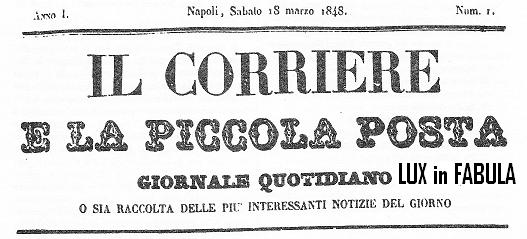 Anno I. Napoli, Sabato 18 marzo 1848. Num. 1.
IL CORRIERE
E LA PICCOLA POSTA
GIORNALE QUOTIDIANO LUX in FABULA
O SIA RACCOLTA DELLE PIU' INTERESSANTI NOTIZIE DEL GIORNO